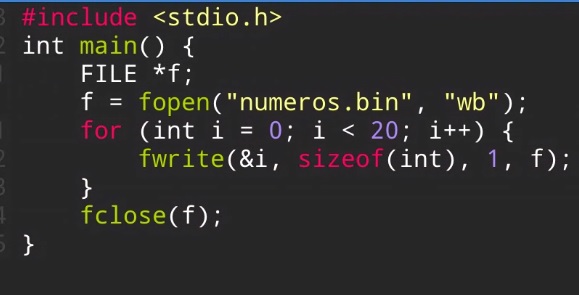 #include <stdio.h>
int main() {
    FILE *f;
    f = fopen("numeros.bin", "wb");
    for (int i = 0; i < 20; i++) {
        fwrite(&i, sizeof(int), 1, f);
    }
    fclose(f);
}